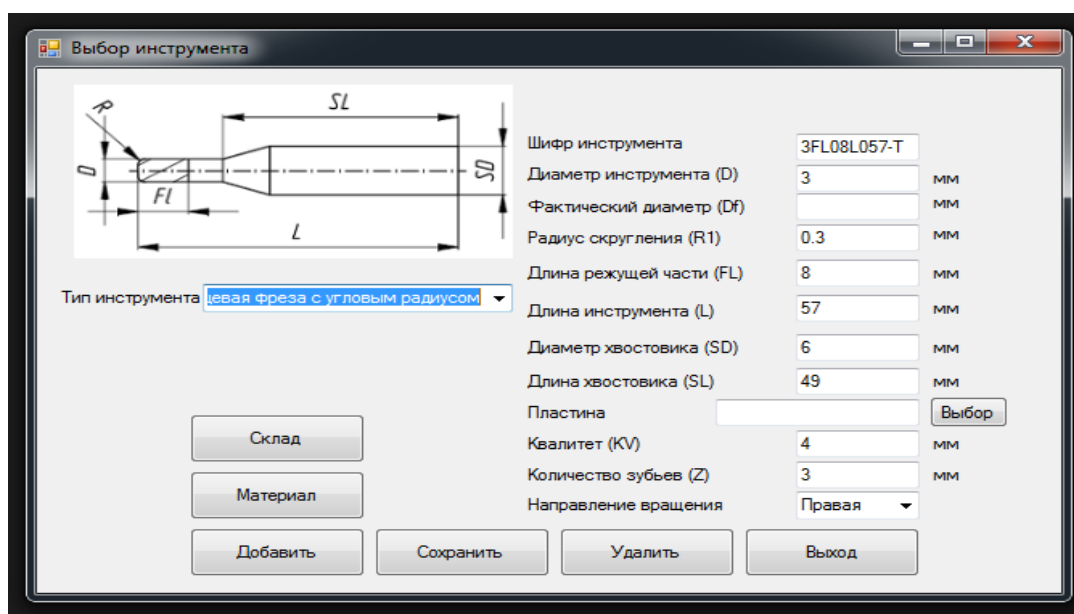 Выбор инструмента
R
SL
D
SD
Fl
L
Тип инструмента цевая фреза с угловым радиусом
Шифр инструмента 3FL08L057-T
Диаметр инструмента (D) 3 мм
Фактический диаметр (Df) мм
Радиус скругления (R1) 0.3 мм
Длина режущей части (FL) 8 мм
Длина инструмента (L) 57 мм
Диаметр хвостовика (SD) 6 мм
Длина хвостовика (SL) 49 мм
Пластина Выбор
Квалитет (KV) 4 мм
Количество зубьев (Z) 3 мм
Направление вращения Правая
Склад
Материал
Добавить Сохранить Удалить Выход